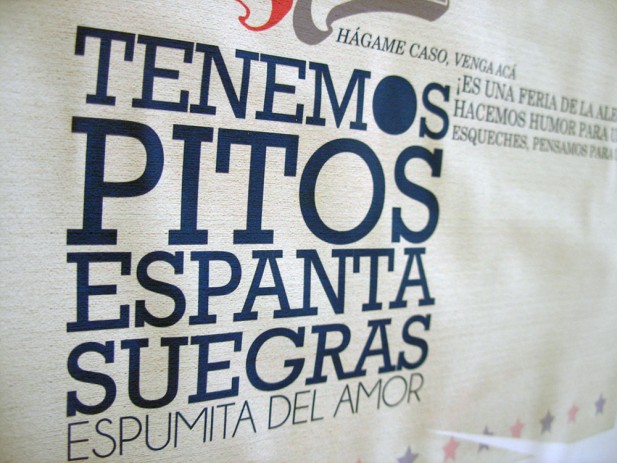 HÁGAME CASO, VENGA ACÁ
¡ES UNA FERIA DE LA
HACEMOS HUMOR PARA
ESQUECHES, PENSAMOS PARA
TENEMOS
PITOS
ESPANTA
SUEGRAS
ESPUMITA DEL AMOR